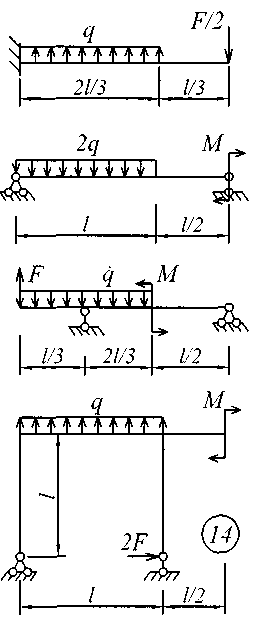 q F/2
2l/3 l/3
2q M
l l/2
F q M
l/3 2l/3 l/2
q M
l
2F 14
l l/2